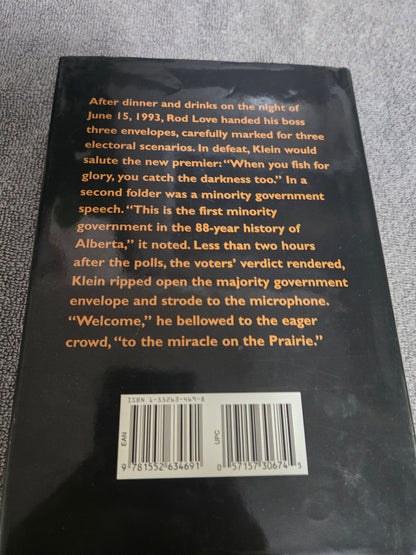 After dinner and drinks on the night of
June 15, 1993, Rod Love handed his boss
three envelopes, carefully marked for three
electoral scenarios. In defeat, Klein would
salute the new premier: “When you fish for
glory, you catch the darkness too.” In a
second folder was a minority government
speech. “This is the first minority
government in the 88-year history of
Alberta,” it noted. Less than two hours
after the polls, the voters’ verdict rendered,
Klein ripped open the majority government
envelope and strode to the microphone.
“Welcome,” he bellowed to the eager
crowd, “to the miracle on the Prairie.”
ISBN 1-55263-469-8
EAN
9 781552 634691
UPC
0 57157 30674 5